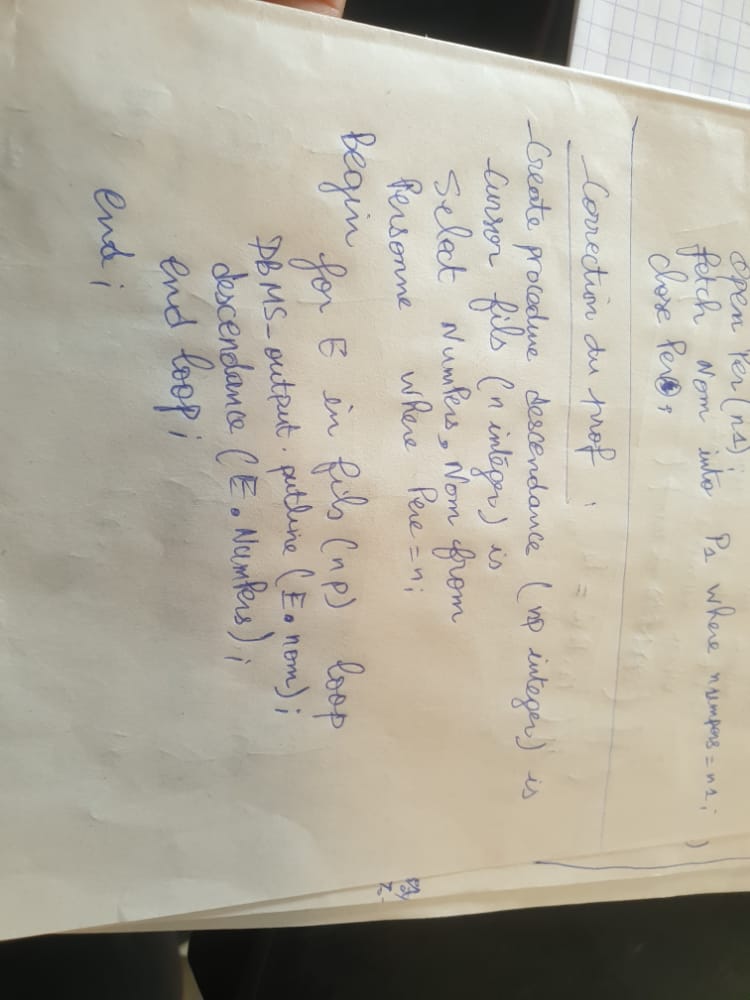 open Per(n1);
fetch Nom into P1 where numpers = n1;
close Per;
Correction du prof :
Create procedure descendance (np integer) is
Cursor fils (n integer) is
Select Numpers, Nom from
Personne where Pere = n;
Begin for E in fils (np) loop
DBMS_output.putline (E.nom);
descendance (E.Numpers);
end loop;
end;